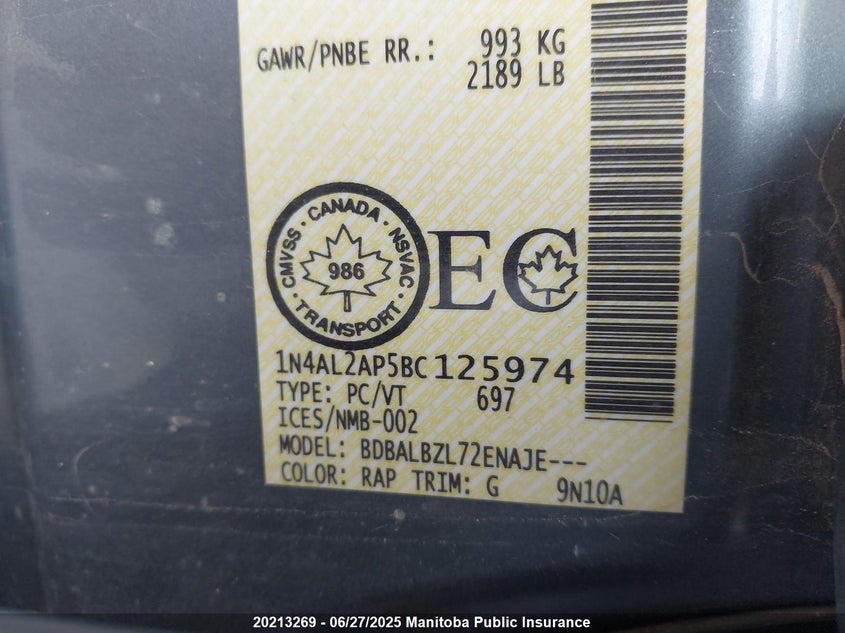 GAWR/PNBE RR.: 993 KG
2189 LB
CANADA · NSVAC · TRANSPORT · CMVSS ·
986
EC
1N4AL2AP5BC125974
TYPE: PC/VT 697
ICES/NMB-002
MODEL: BDBALBZL72ENAJE---
COLOR: RAP TRIM: G 9N10A
20213269 - 06/27/2025 Manitoba Public Insurance